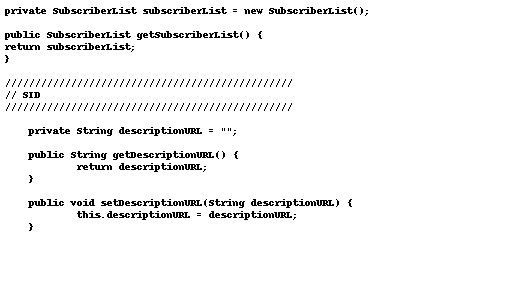 private SubscriberList subscriberList = new SubscriberList();
public SubscriberList getSubscriberList() {
return subscriberList;
}
////////////////////////////////////////////////
// SID
////////////////////////////////////////////////
private String descriptionURL = "";
public String getDescriptionURL() {
return descriptionURL;
}
public void setDescriptionURL(String descriptionURL) {
this.descriptionURL = descriptionURL;
}